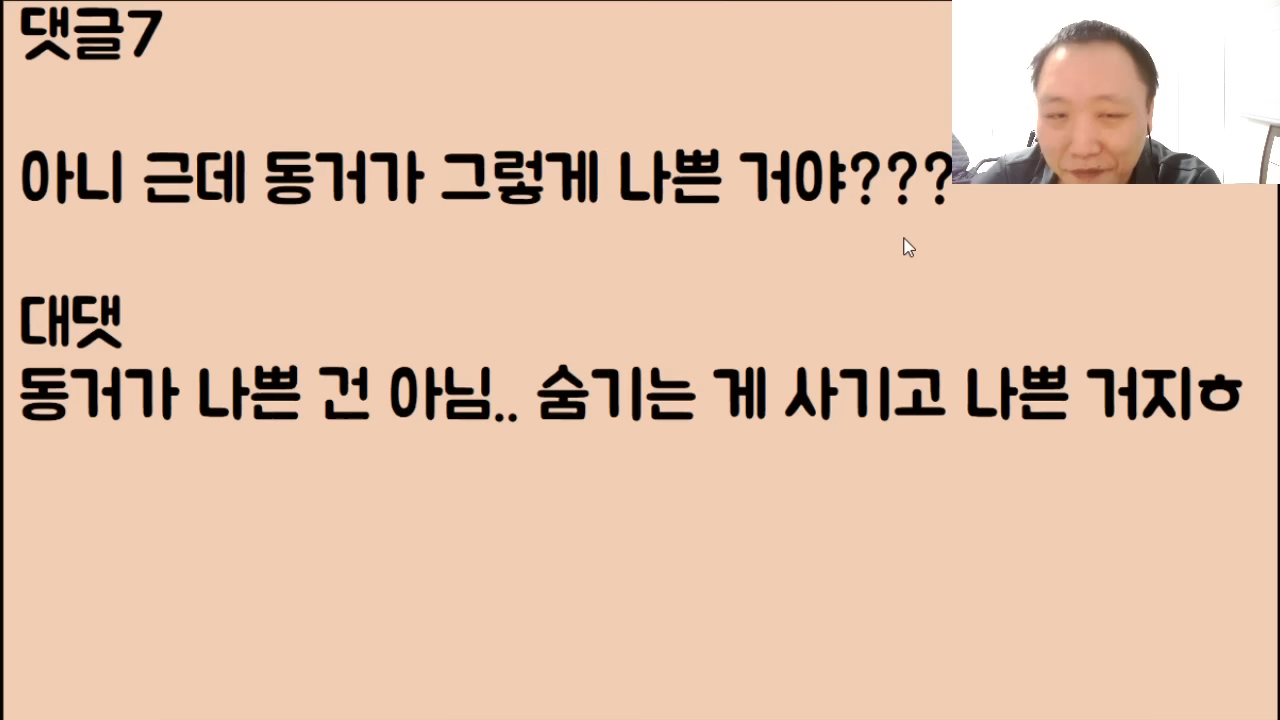 댓글7
아니 근데 동거가 그렇게 나쁜 거야???
대댓
동거가 나쁜 건 아님.. 숨기는 게 사기고 나쁜 거지ㅎ